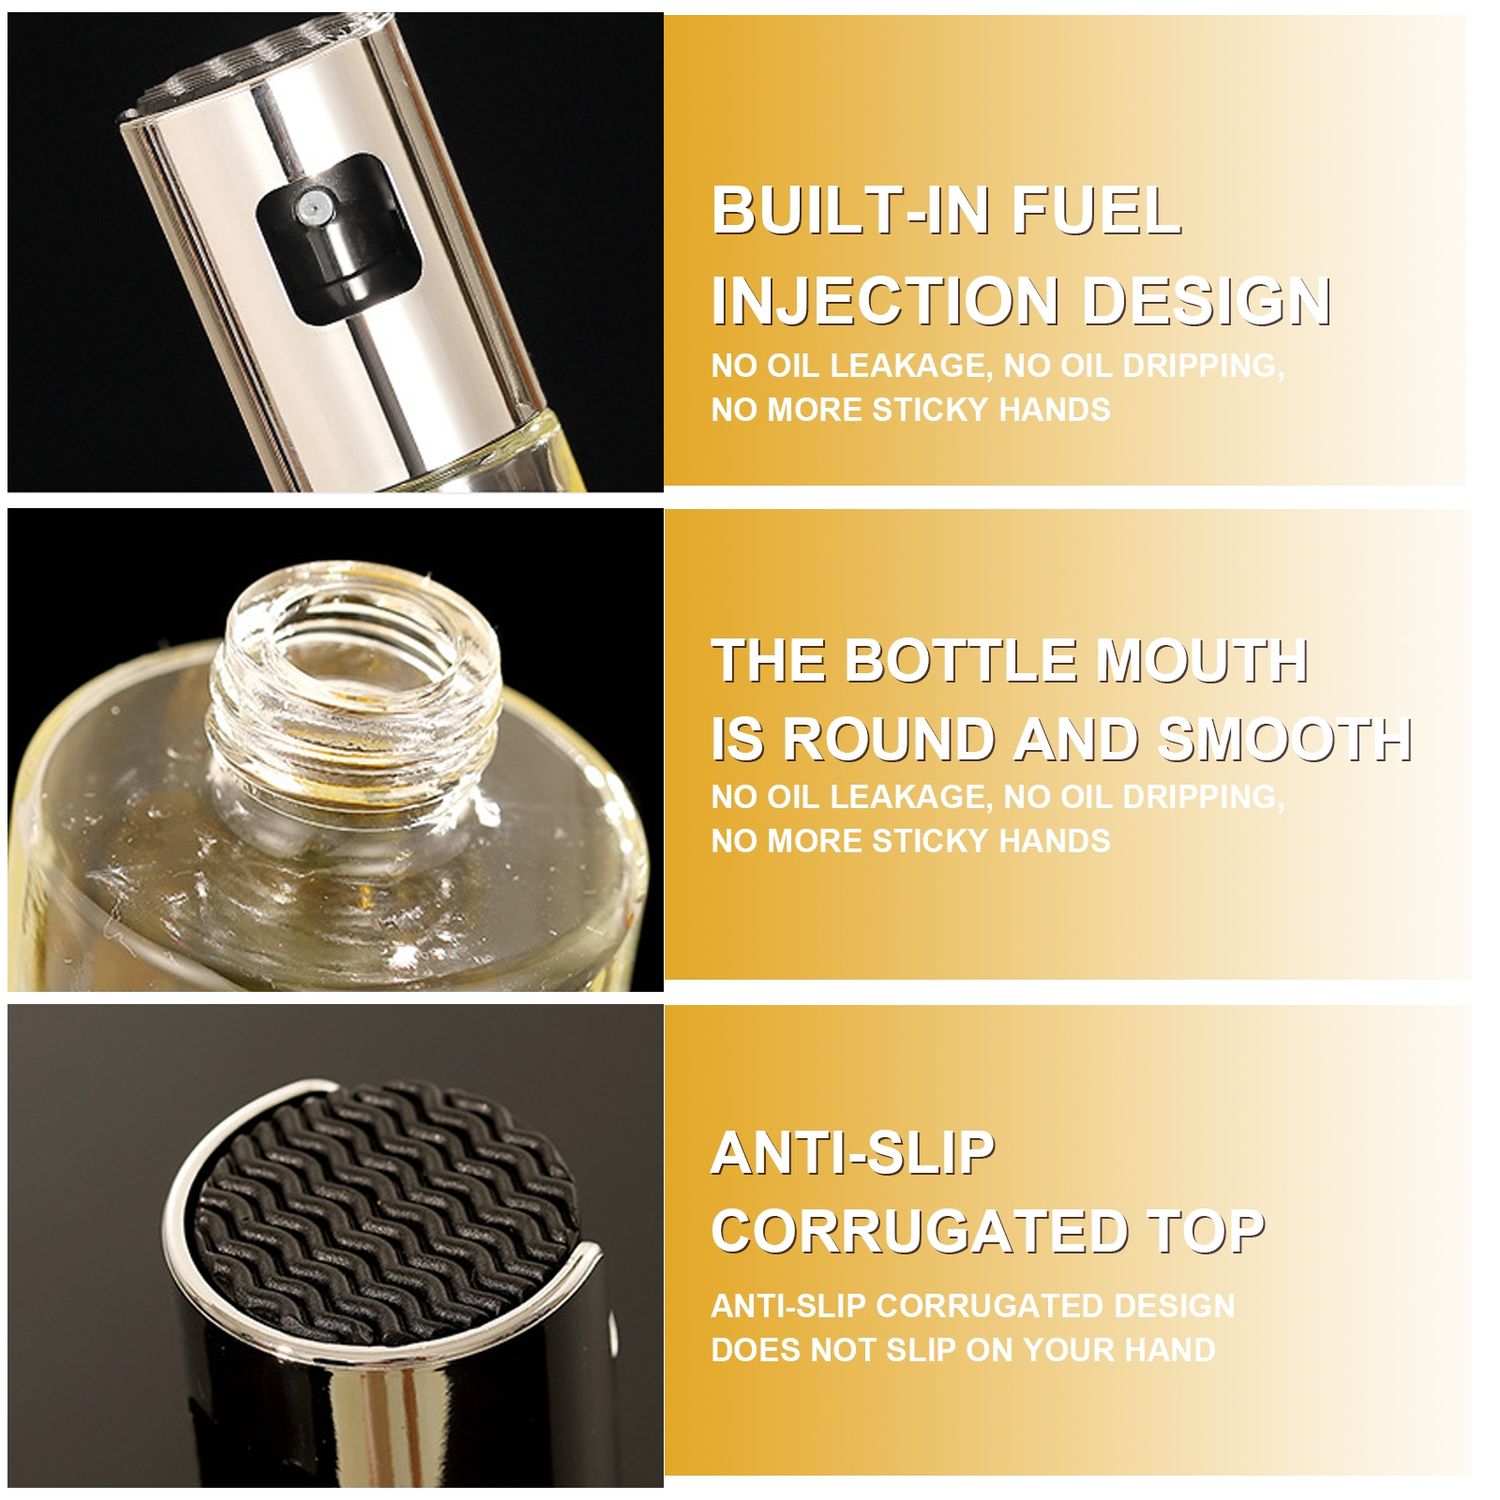 BUILT-IN FUEL
INJECTION DESIGN
NO OIL LEAKAGE, NO OIL DRIPPING,
NO MORE STICKY HANDS
THE BOTTLE MOUTH
IS ROUND AND SMOOTH
NO OIL LEAKAGE, NO OIL DRIPPING,
NO MORE STICKY HANDS
ANTI-SLIP
CORRUGATED TOP
ANTI-SLIP CORRUGATED DESIGN
DOES NOT SLIP ON YOUR HAND